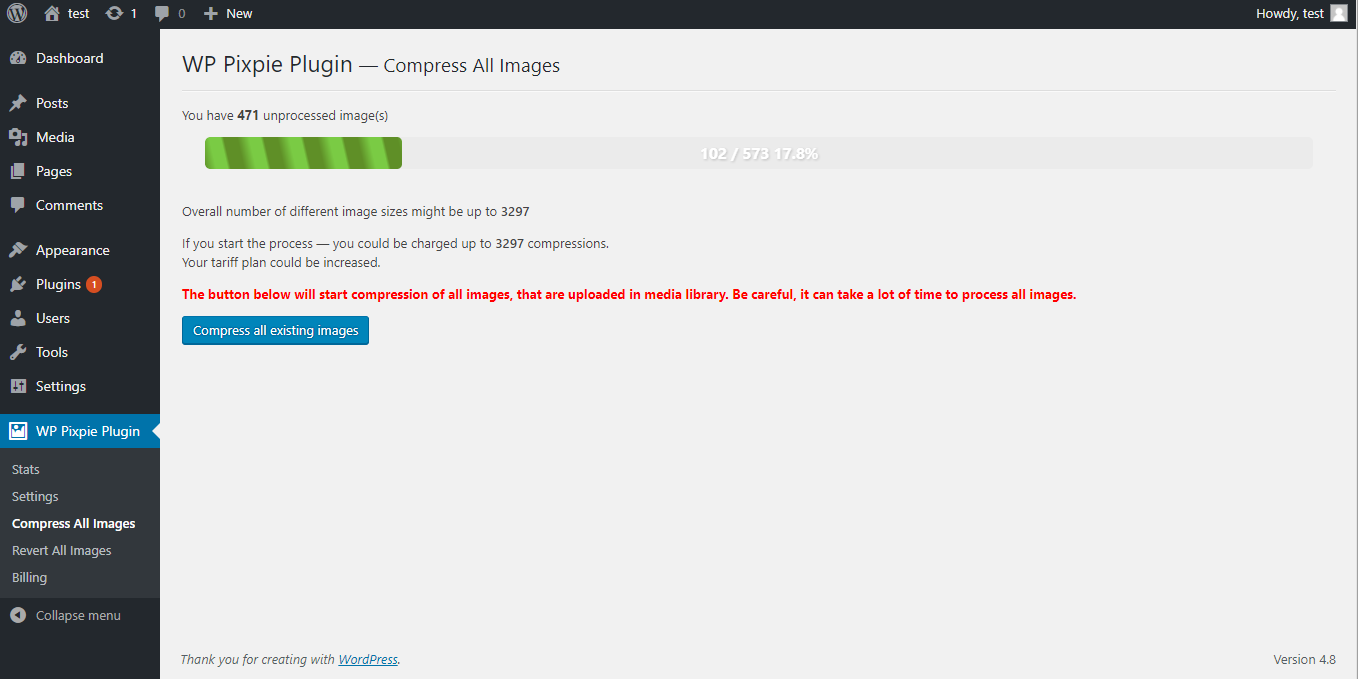 test 1 0 New Howdy, test
Dashboard
Posts
Media
Pages
Comments
Appearance
Plugins 1
Users
Tools
Settings
WP Pixpie Plugin
Stats
Settings
Compress All Images
Revert All Images
Billing
Collapse menu
WP Pixpie Plugin — Compress All Images
You have 471 unprocessed image(s)
102 / 573 17.8%
Overall number of different image sizes might be up to 3297
If you start the process — you could be charged up to 3297 compressions.
Your tariff plan could be increased.
The button below will start compression of all images, that are uploaded in media library. Be careful, it can take a lot of time to process all images.
Compress all existing images
Thank you for creating with WordPress. Version 4.8